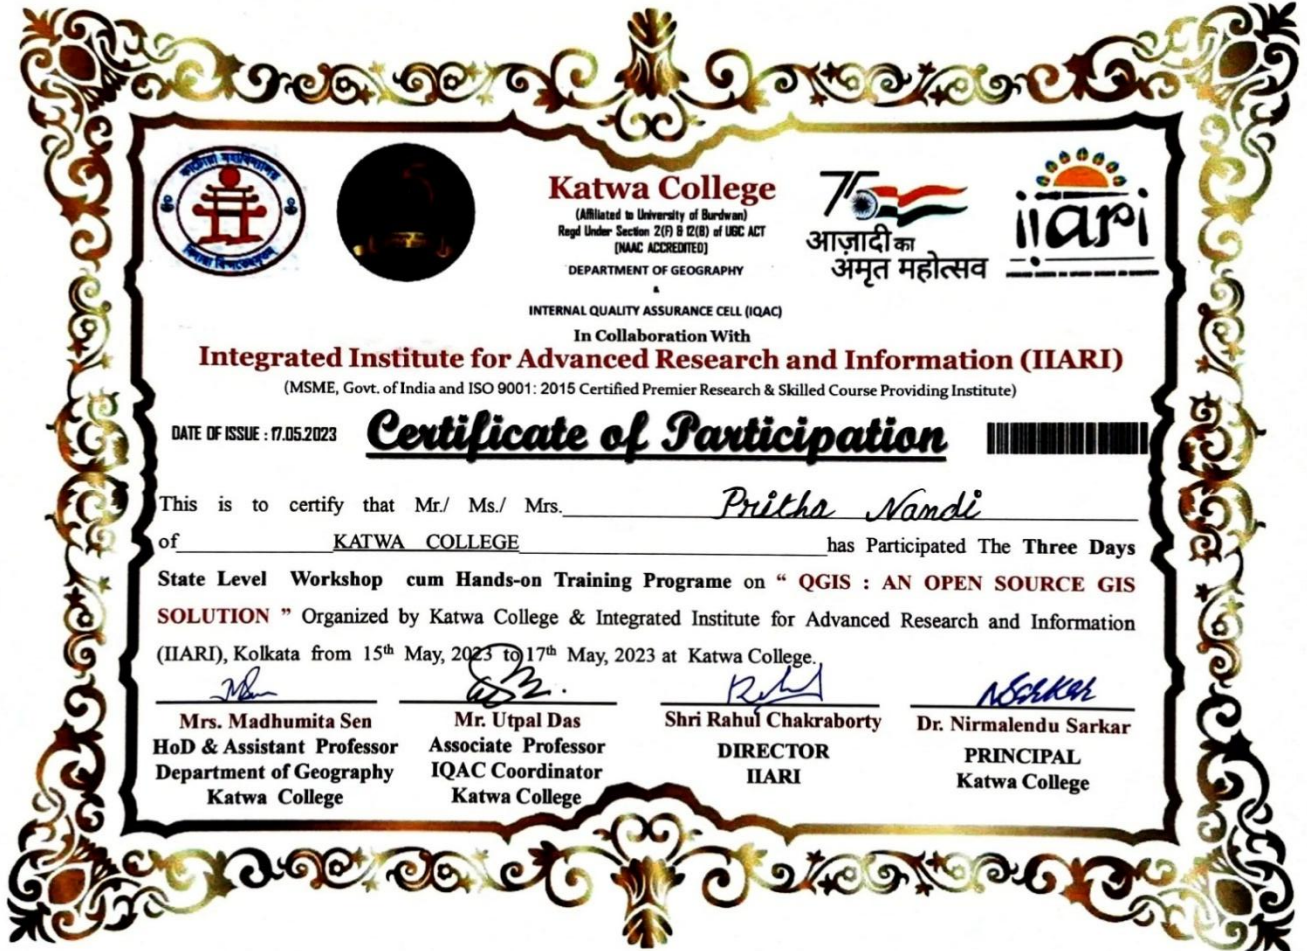 काटोया महाविद्यालय
Katwa College
(Affiliated to University of Burdwan)
Regd Under Section 2(F) & 12(B) of UGC ACT
[NAAC ACCREDITED]
DEPARTMENT OF GEOGRAPHY
&
INTERNAL QUALITY ASSURANCE CELL (IQAC)
75
आज़ादी का
अमृत महोत्सव
iiari
In Collaboration With
Integrated Institute for Advanced Research and Information (IIARI)
(MSME, Govt. of India and ISO 9001: 2015 Certified Premier Research & Skilled Course Providing Institute)
DATE OF ISSUE : 17.05.2023
Certificate of Participation
This is to certify that Mr./ Ms./ Mrs. Pritha Nandi
of KATWA COLLEGE has Participated The Three Days
State Level Workshop cum Hands-on Training Programe on “ QGIS : AN OPEN SOURCE GIS
SOLUTION ” Organized by Katwa College & Integrated Institute for Advanced Research and Information
(IIARI), Kolkata from 15th May, 2023 to 17th May, 2023 at Katwa College.
NSarkar
Mrs. Madhumita Sen
HoD & Assistant Professor
Department of Geography
Katwa College
Mr. Utpal Das
Associate Professor
IQAC Coordinator
Katwa College
Shri Rahul Chakraborty
DIRECTOR
IIARI
Dr. Nirmalendu Sarkar
PRINCIPAL
Katwa College